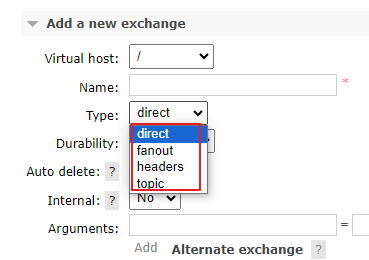 Add a new exchange
Virtual host: /
Name: *
Type: direct
direct
fanout
headers
topic
Durability:
Auto delete: ?
Internal: ? No
Arguments: =
Add Alternate exchange ?